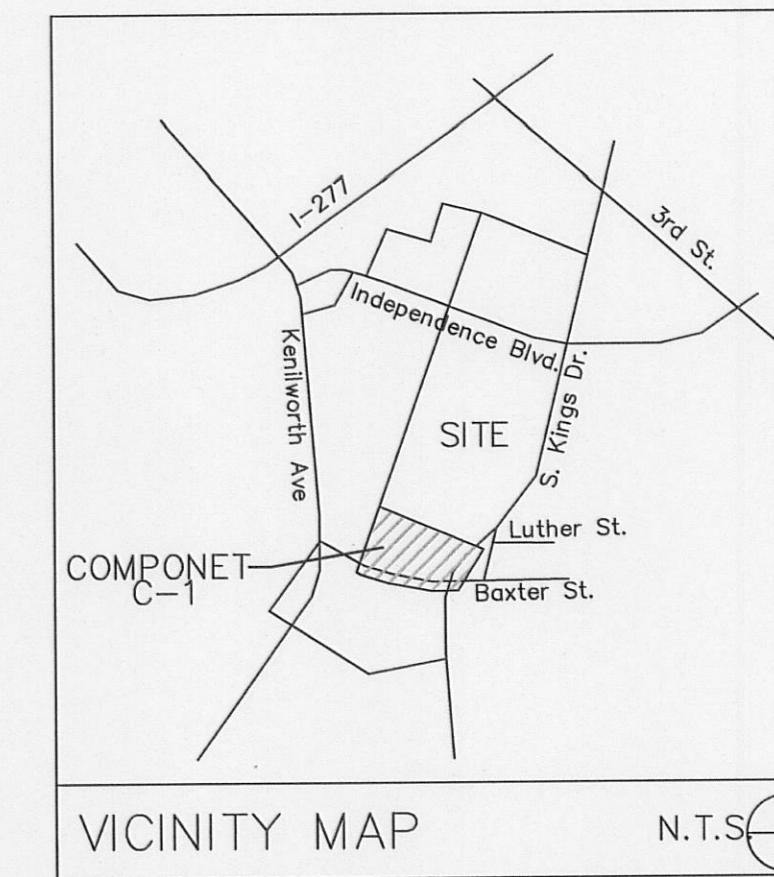 I-277
3rd St.
Independence Blvd.
Kenilworth Ave
S. Kings Dr.
SITE
Luther St.
COMPONET
C-1
Baxter St.
VICINITY MAP
N.T.S.